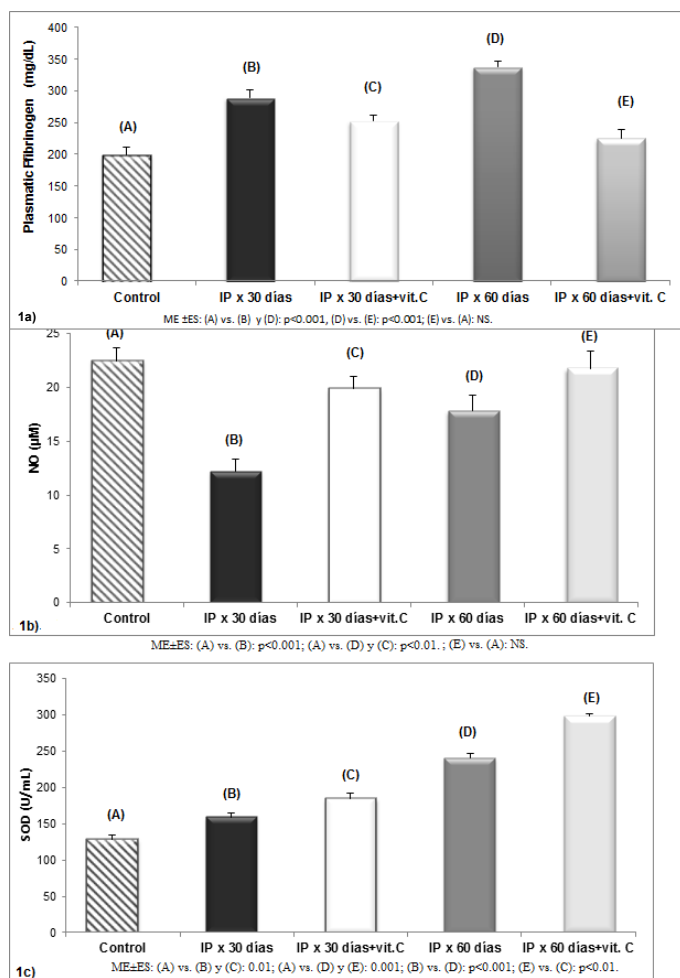 Plasmatic Fibrinogen (mg/dL)
400
350
300
250
200
150
100
50
0
(A)
(B)
(C)
(D)
(E)
Control
IP x 30 días
IP x 30 días+vit.C
IP x 60 días
IP x 60 días+vit. C
1a)
ME ±ES: (A) vs. (B) y (D): p<0.001, (D) vs. (E): p<0.001; (E) vs. (A): NS.
NO (µM)
25
20
15
10
5
0
(A)
(B)
(C)
(D)
(E)
Control
IP x 30 días
IP x 30 días+vit.C
IP x 60 días
IP x 60 días+vit. C
1b).
ME±ES: (A) vs. (B): p<0.001; (A) vs. (D) y (C): p<0.01. ; (E) vs. (A): NS.
SOD (U/mL)
350
300
250
200
150
100
50
0
(A)
(B)
(C)
(D)
(E)
Control
IP x 30 días
IP x 30 días+vit.C
IP x 60 días
IP x 60 días+vit. C
1c)
ME±ES: (A) vs. (B) y (C): 0.01; (A) vs. (D) y (E): 0.001; (B) vs. (D): p<0.001; (E) vs. (C): p<0.01.